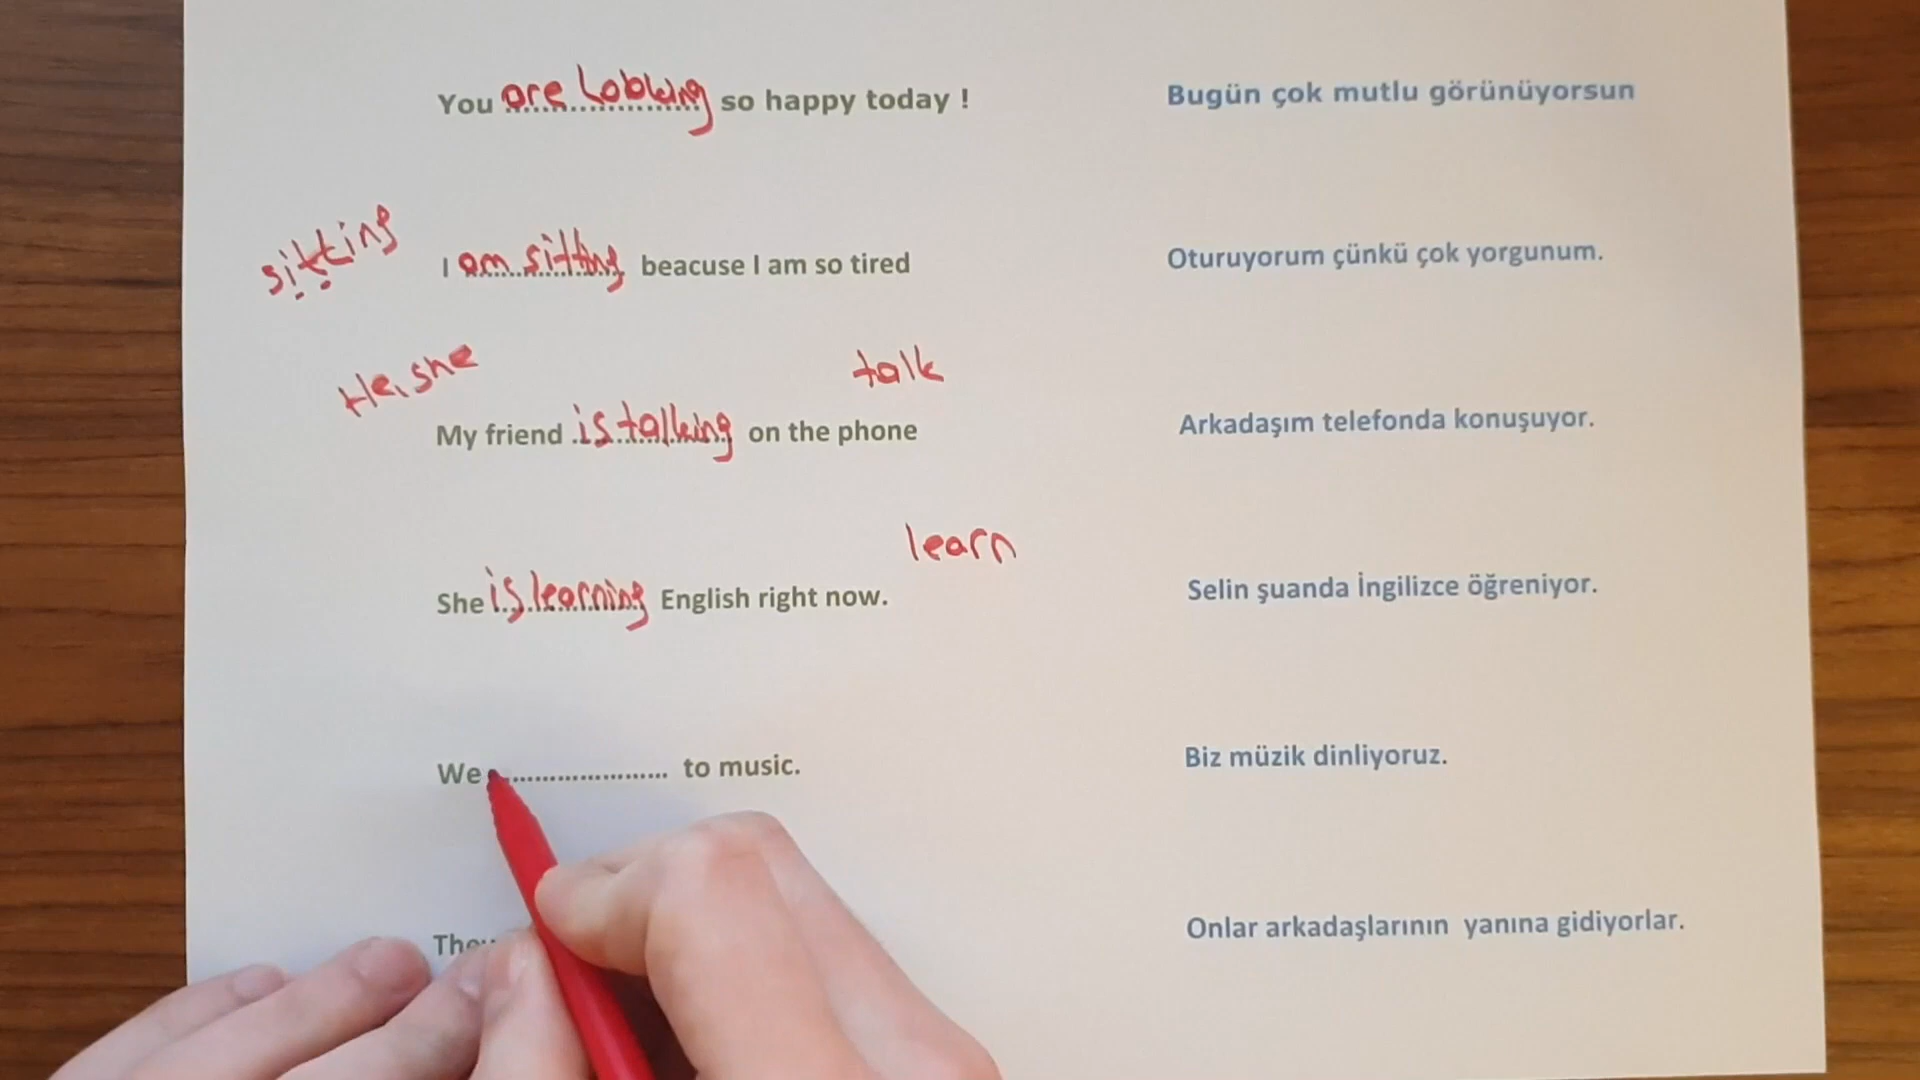 You are looking so happy today !
Bugün çok mutlu görünüyorsun
sitting
I am sitting beacuse I am so tired
Oturuyorum çünkü çok yorgunum.
He, she
talk
My friend is talking on the phone
Arkadaşım telefonda konuşuyor.
learn
She is learning English right now.
Selin şuanda İngilizce öğreniyor.
We ...................... to music.
Biz müzik dinliyoruz.
Onlar arkadaşlarının yanına gidiyorlar.